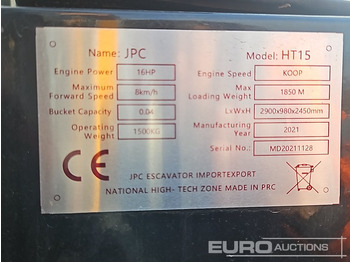 Name: JPC Model: HT15
Engine Power 16HP Engine Speed KOOP
Maximum Forward Speed 8km/h Max Loading Weight 1850 M
Bucket Capacity 0.04 LxWxH 2900x980x2450mm
Operating Weight 1500KG Manufacturing Year 2021
Serial No.: MD20211128
CE
JPC ESCAVATOR IMPORTEXPORT
NATIONAL HIGH- TECH ZONE MADE IN PRC
EURO AUCTIONS